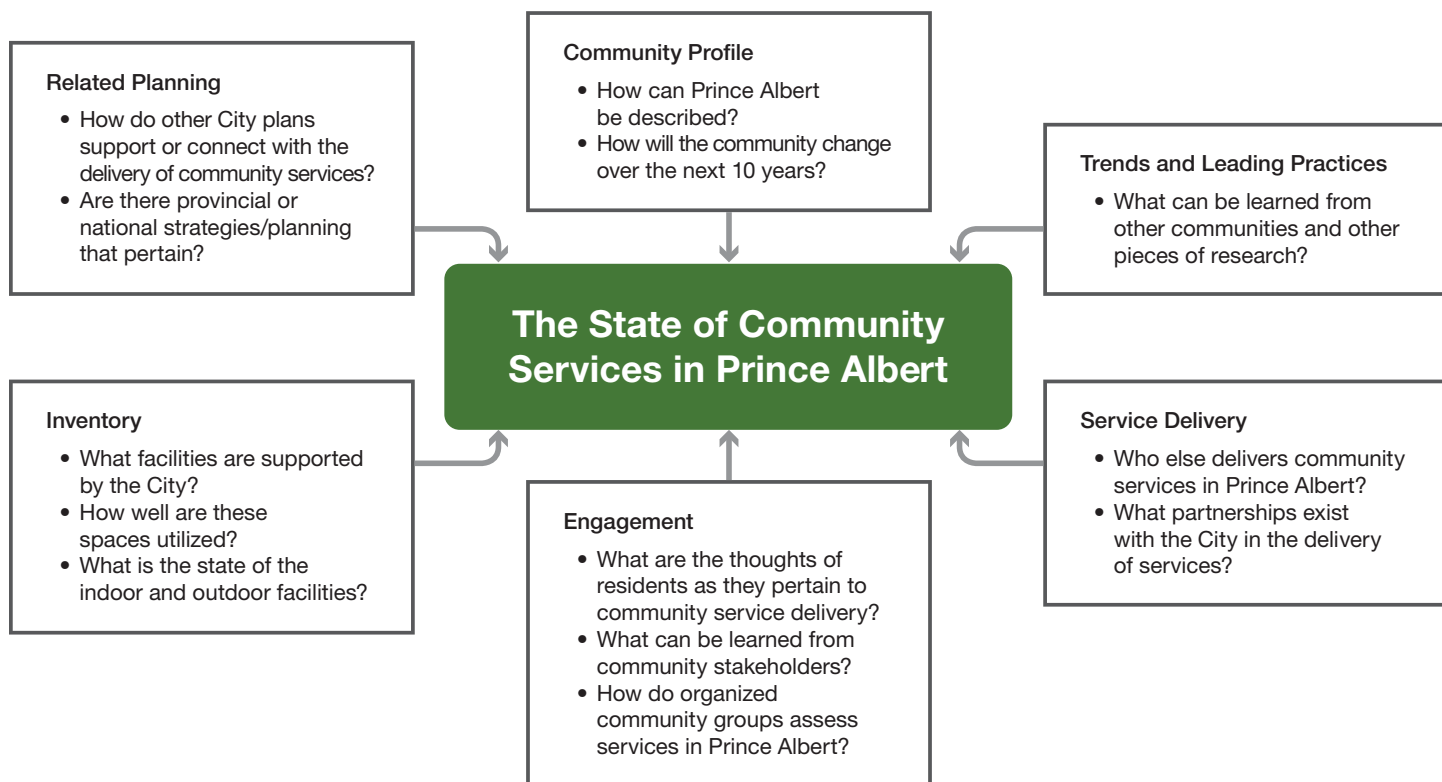 Related Planning
• How do other City plans
support or connect with the
delivery of community services?
• Are there provincial or
national strategies/planning
that pertain?
Community Profile
• How can Prince Albert
be described?
• How will the community change
over the next 10 years?
Trends and Leading Practices
• What can be learned from
other communities and other
pieces of research?
The State of Community
Services in Prince Albert
Inventory
• What facilities are supported
by the City?
• How well are these
spaces utilized?
• What is the state of the
indoor and outdoor facilities?
Engagement
• What are the thoughts of
residents as they pertain to
community service delivery?
• What can be learned from
community stakeholders?
• How do organized
community groups assess
services in Prince Albert?
Service Delivery
• Who else delivers community
services in Prince Albert?
• What partnerships exist
with the City in the delivery
of services?